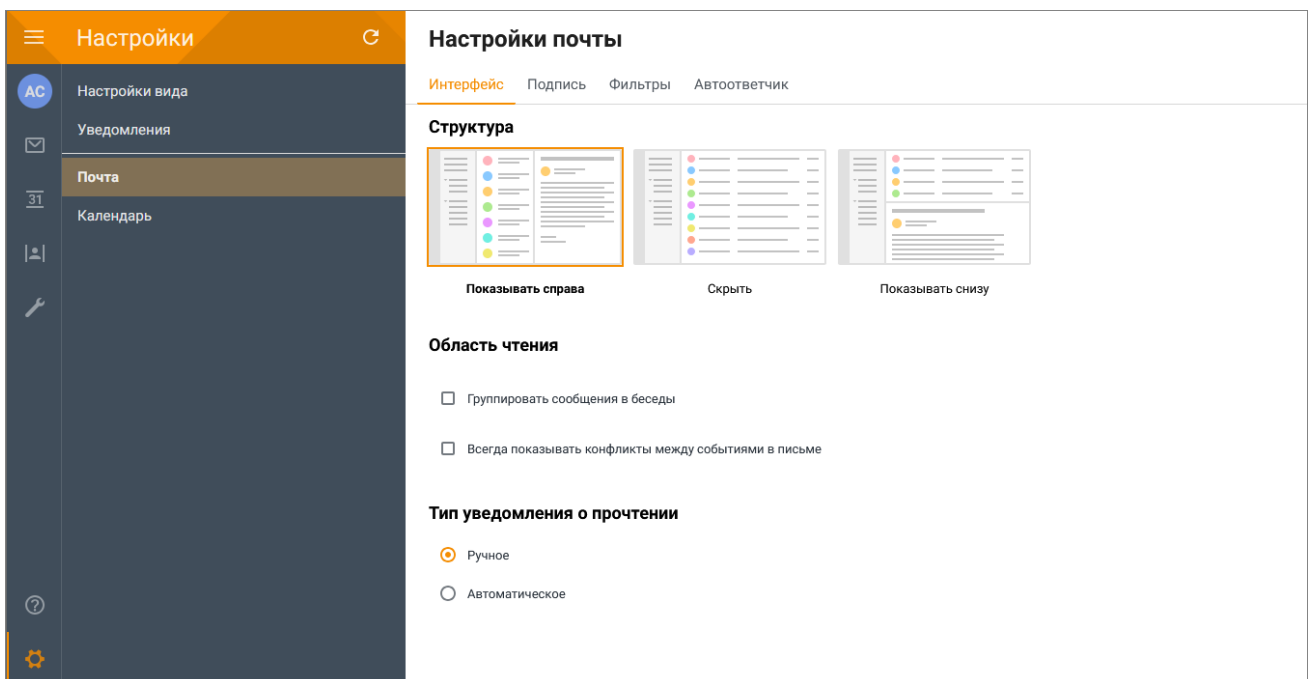 Настройки
AC
31
Настройки вида
Уведомления
Почта
Календарь
Настройки почты
Интерфейс Подпись Фильтры Автоответчик
Структура
Показывать справа Скрыть Показывать снизу
Область чтения
Группировать сообщения в беседы
Всегда показывать конфликты между событиями в письме
Тип уведомления о прочтении
Ручное
Автоматическое